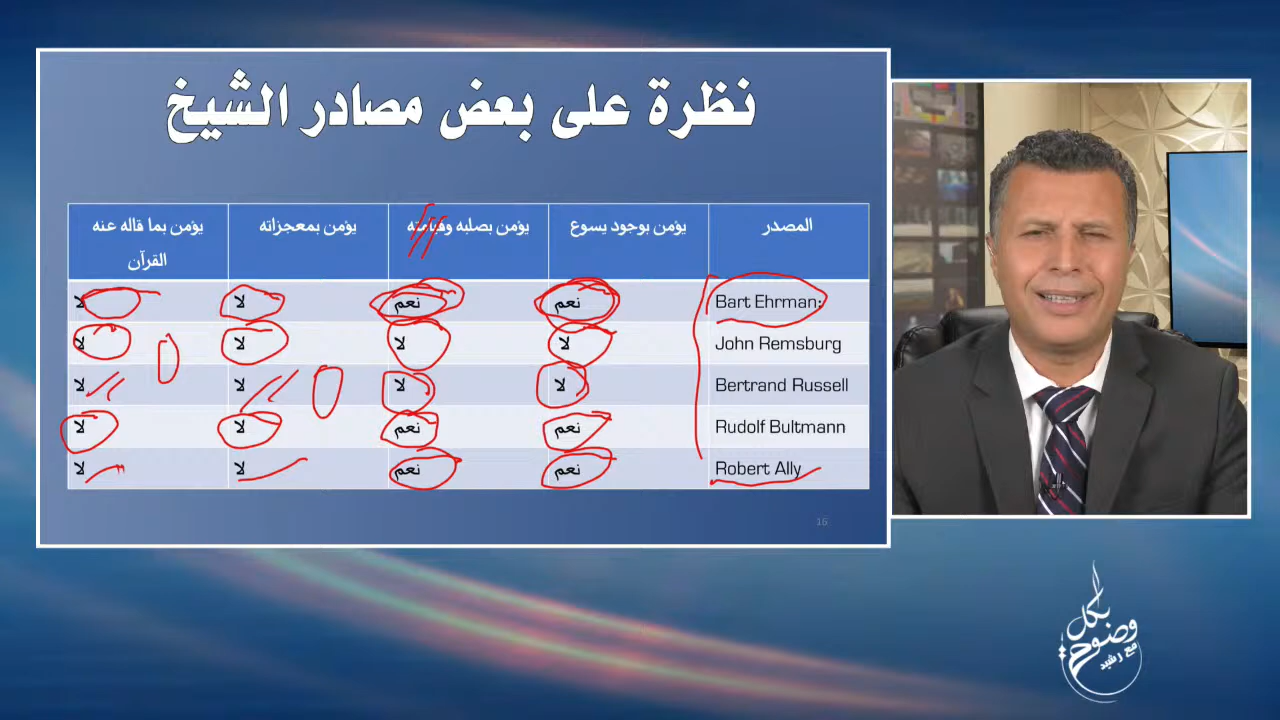 نظرة على بعض مصادر الشيخ
المصدر يؤمن بوجود يسوع يؤمن بصلبه وقيامته يؤمن بمعجزاته يؤمن بما قاله عنه
القرآن
Bart Ehrman: نعم نعم لا لا
John Remsburg لا لا لا لا
Bertrand Russell لا لا لا لا
Rudolf Bultmann نعم نعم لا لا
Robert Ally نعم نعم لا لا
16
بكل
وضوح
مع رشيد